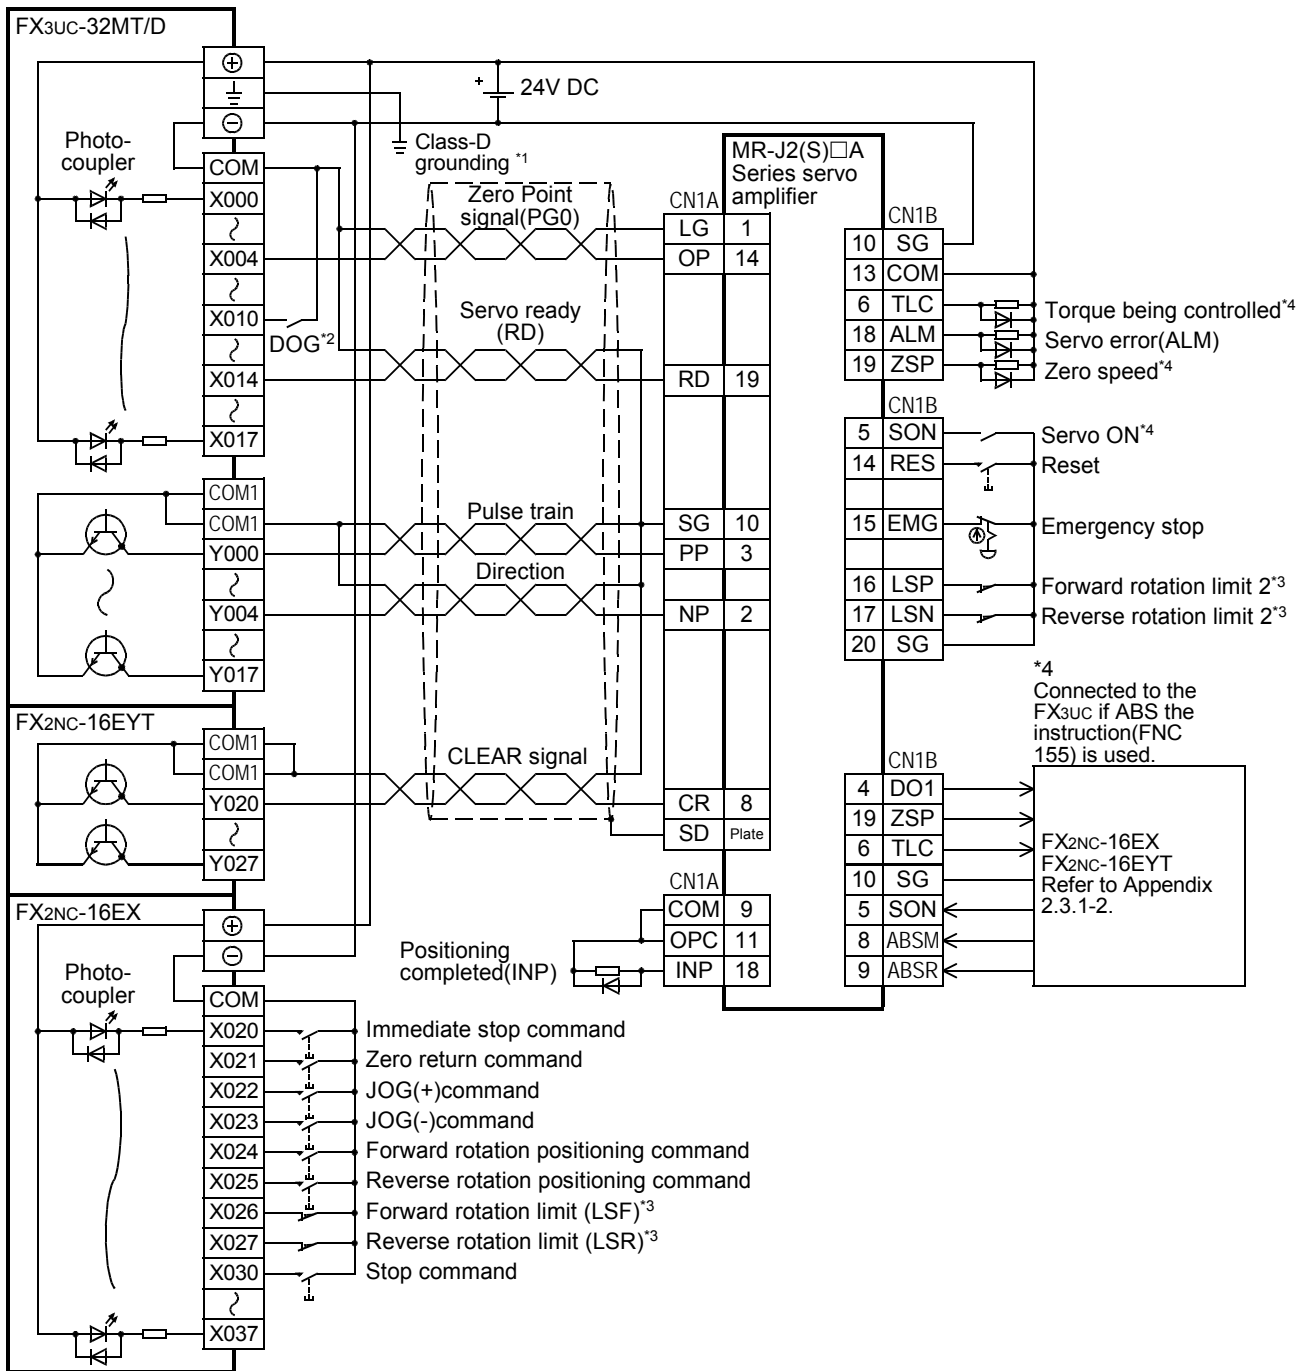 FX3UC-32MT/D
⊕
⊖
+
24V DC
Photo-
coupler
COM
X000
X004
X010
X014
X017
COM1
COM1
Y000
Y004
Y017
Class-D
grounding *1
DOG*2
Zero Point
signal(PG0)
Servo ready
(RD)
Pulse train
Direction
CLEAR signal
FX2NC-16EYT
COM1
COM1
Y020
Y027
MR-J2(S)□A
Series servo
amplifier
CN1A
LG 1
OP 14
RD 19
SG 10
PP 3
NP 2
CR 8
SD Plate
CN1A
COM 9
OPC 11
INP 18
Positioning
completed(INP)
CN1B
10 SG
13 COM
6 TLC Torque being controlled*4
18 ALM Servo error(ALM)
19 ZSP Zero speed*4
CN1B
5 SON Servo ON*4
14 RES Reset
15 EMG Emergency stop
16 LSP Forward rotation limit 2*3
17 LSN Reverse rotation limit 2*3
20 SG
*4
Connected to the
FX3UC if ABS the
instruction(FNC
155) is used.
CN1B
4 DO1
19 ZSP
6 TLC
10 SG
5 SON
8 ABSM
9 ABSR
FX2NC-16EX
FX2NC-16EYT
Refer to Appendix
2.3.1-2.
FX2NC-16EX
⊕
⊖
Photo-
coupler
COM
X020 Immediate stop command
X021 Zero return command
X022 JOG(+)command
X023 JOG(-)command
X024 Forward rotation positioning command
X025 Reverse rotation positioning command
X026 Forward rotation limit (LSF)*3
X027 Reverse rotation limit (LSR)*3
X030 Stop command
X037